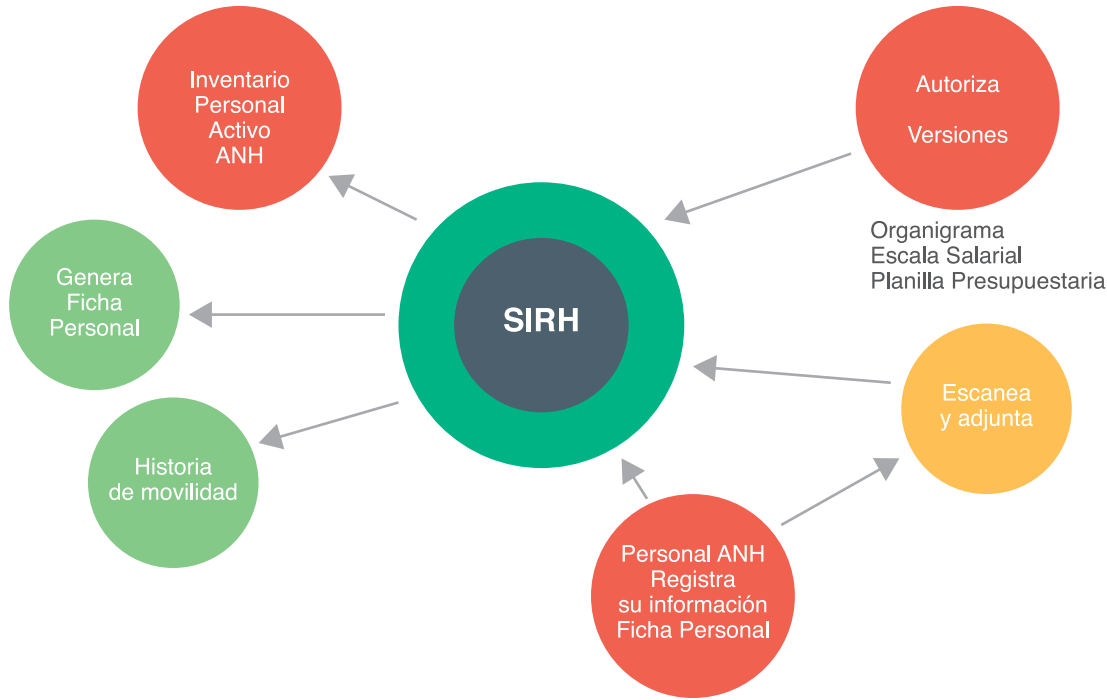 Inventario
Personal
Activo
ANH
Autoriza
Versiones
Organigrama
Escala Salarial
Planilla Presupuestaria
Genera
Ficha
Personal
SIRH
Escanea
y adjunta
Historia
de movilidad
Personal ANH
Registra
su información
Ficha Personal